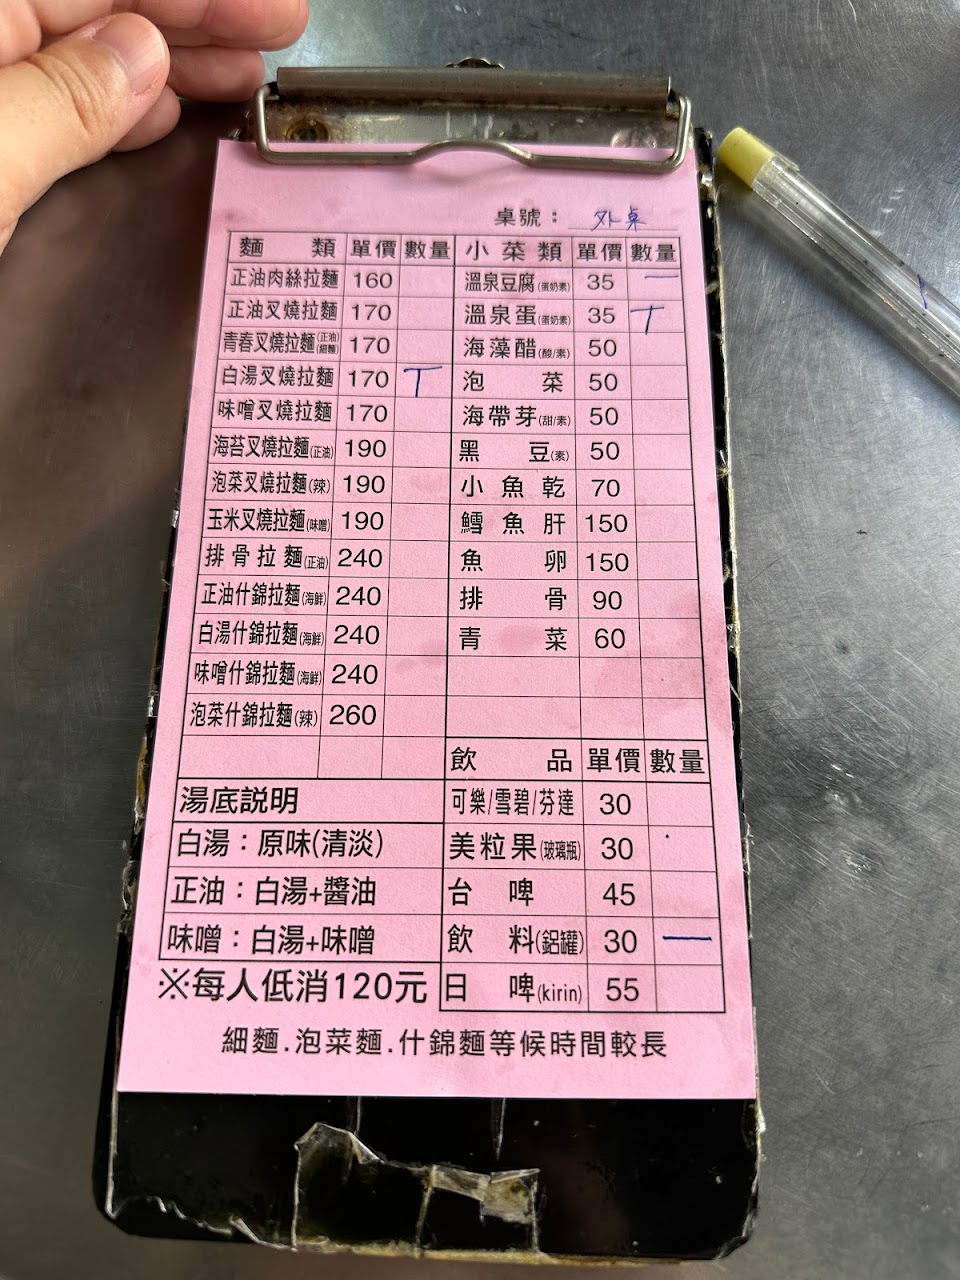 桌號： 外桌
麵 類 單價 數量 小菜類 單價 數量
正油肉絲拉麵 160 溫泉豆腐(蛋奶素) 35 一
正油叉燒拉麵 170 溫泉蛋(蛋奶素) 35 T
青春叉燒拉麵(正油細麵) 170 海藻醋(酸/素) 50
白湯叉燒拉麵 170 T 泡菜 50
味噌叉燒拉麵 170 海帶芽(甜/素) 50
海苔叉燒拉麵(正油) 190 黑豆(素) 50
泡菜叉燒拉麵(辣) 190 小魚乾 70
玉米叉燒拉麵(味噌) 190 鱈魚肝 150
排骨拉麵(正油) 240 魚卵 150
正油什錦拉麵(海鮮) 240 排骨 90
白湯什錦拉麵(海鮮) 240 青菜 60
味噌什錦拉麵(海鮮) 240
泡菜什錦拉麵(辣) 260
飲品 單價 數量
湯底説明 可樂/雪碧/芬達 30
白湯：原味(清淡) 美粒果(玻璃瓶) 30
正油：白湯+醬油 台啤 45
味噌：白湯+味噌 飲料(鋁罐) 30 一
※每人低消120元 日啤(kirin) 55
細麵.泡菜麵.什錦麵等候時間較長